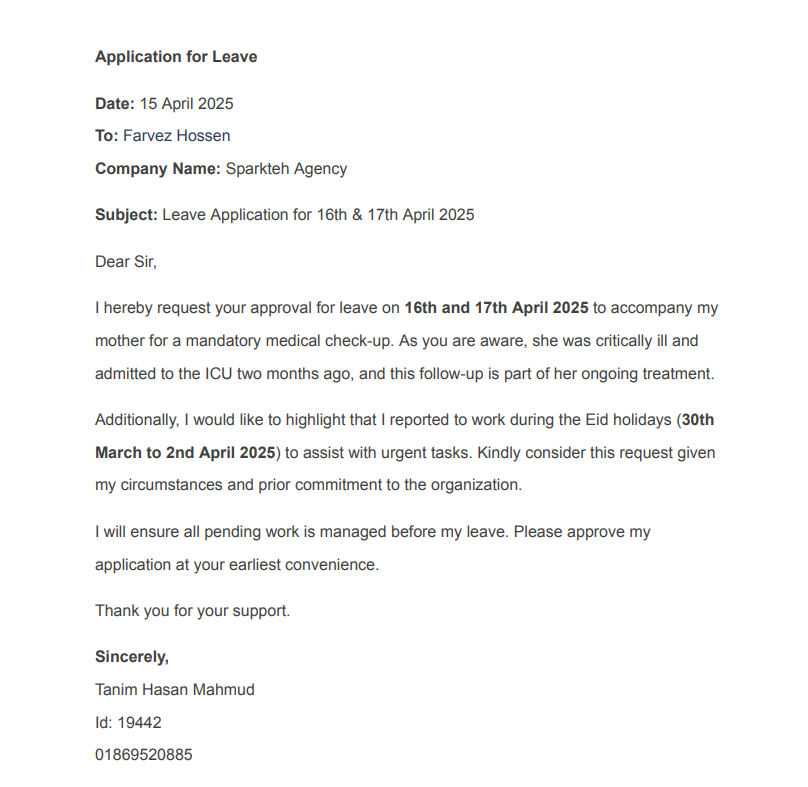 Application for Leave
Date: 15 April 2025
To: Farvez Hossen
Company Name: Sparkteh Agency
Subject: Leave Application for 16th & 17th April 2025
Dear Sir,
I hereby request your approval for leave on 16th and 17th April 2025 to accompany my
mother for a mandatory medical check-up. As you are aware, she was critically ill and
admitted to the ICU two months ago, and this follow-up is part of her ongoing treatment.
Additionally, I would like to highlight that I reported to work during the Eid holidays (30th
March to 2nd April 2025) to assist with urgent tasks. Kindly consider this request given
my circumstances and prior commitment to the organization.
I will ensure all pending work is managed before my leave. Please approve my
application at your earliest convenience.
Thank you for your support.
Sincerely,
Tanim Hasan Mahmud
Id: 19442
01869520885